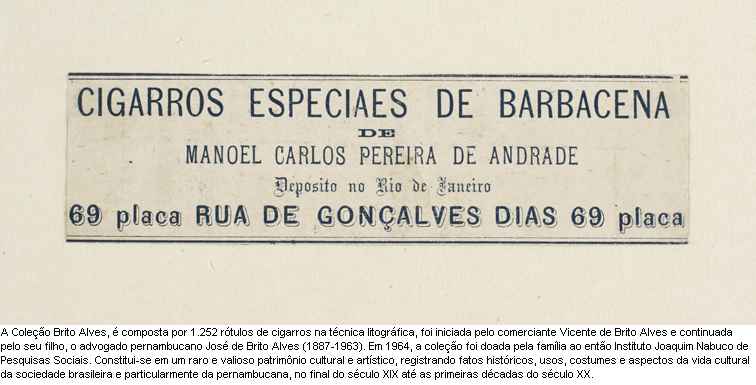 CIGARROS ESPECIAES DE BARBACENA
DE
MANOEL CARLOS PEREIRA DE ANDRADE
Deposito no Rio de Janeiro
69 placa RUA DE GONÇALVES DIAS 69 placa
A Coleção Brito Alves, é composta por 1.252 rótulos de cigarros na técnica litográfica, foi iniciada pelo comerciante Vicente de Brito Alves e continuada
pelo seu filho, o advogado pernambucano José de Brito Alves (1887-1963). Em 1964, a coleção foi doada pela família ao então Instituto Joaquim Nabuco de
Pesquisas Sociais. Constitui-se em um raro e valioso patrimônio cultural e artístico, registrando fatos históricos, usos, costumes e aspectos da vida cultural
da sociedade brasileira e particularmente da pernambucana, no final do século XIX até as primeiras décadas do século XX.